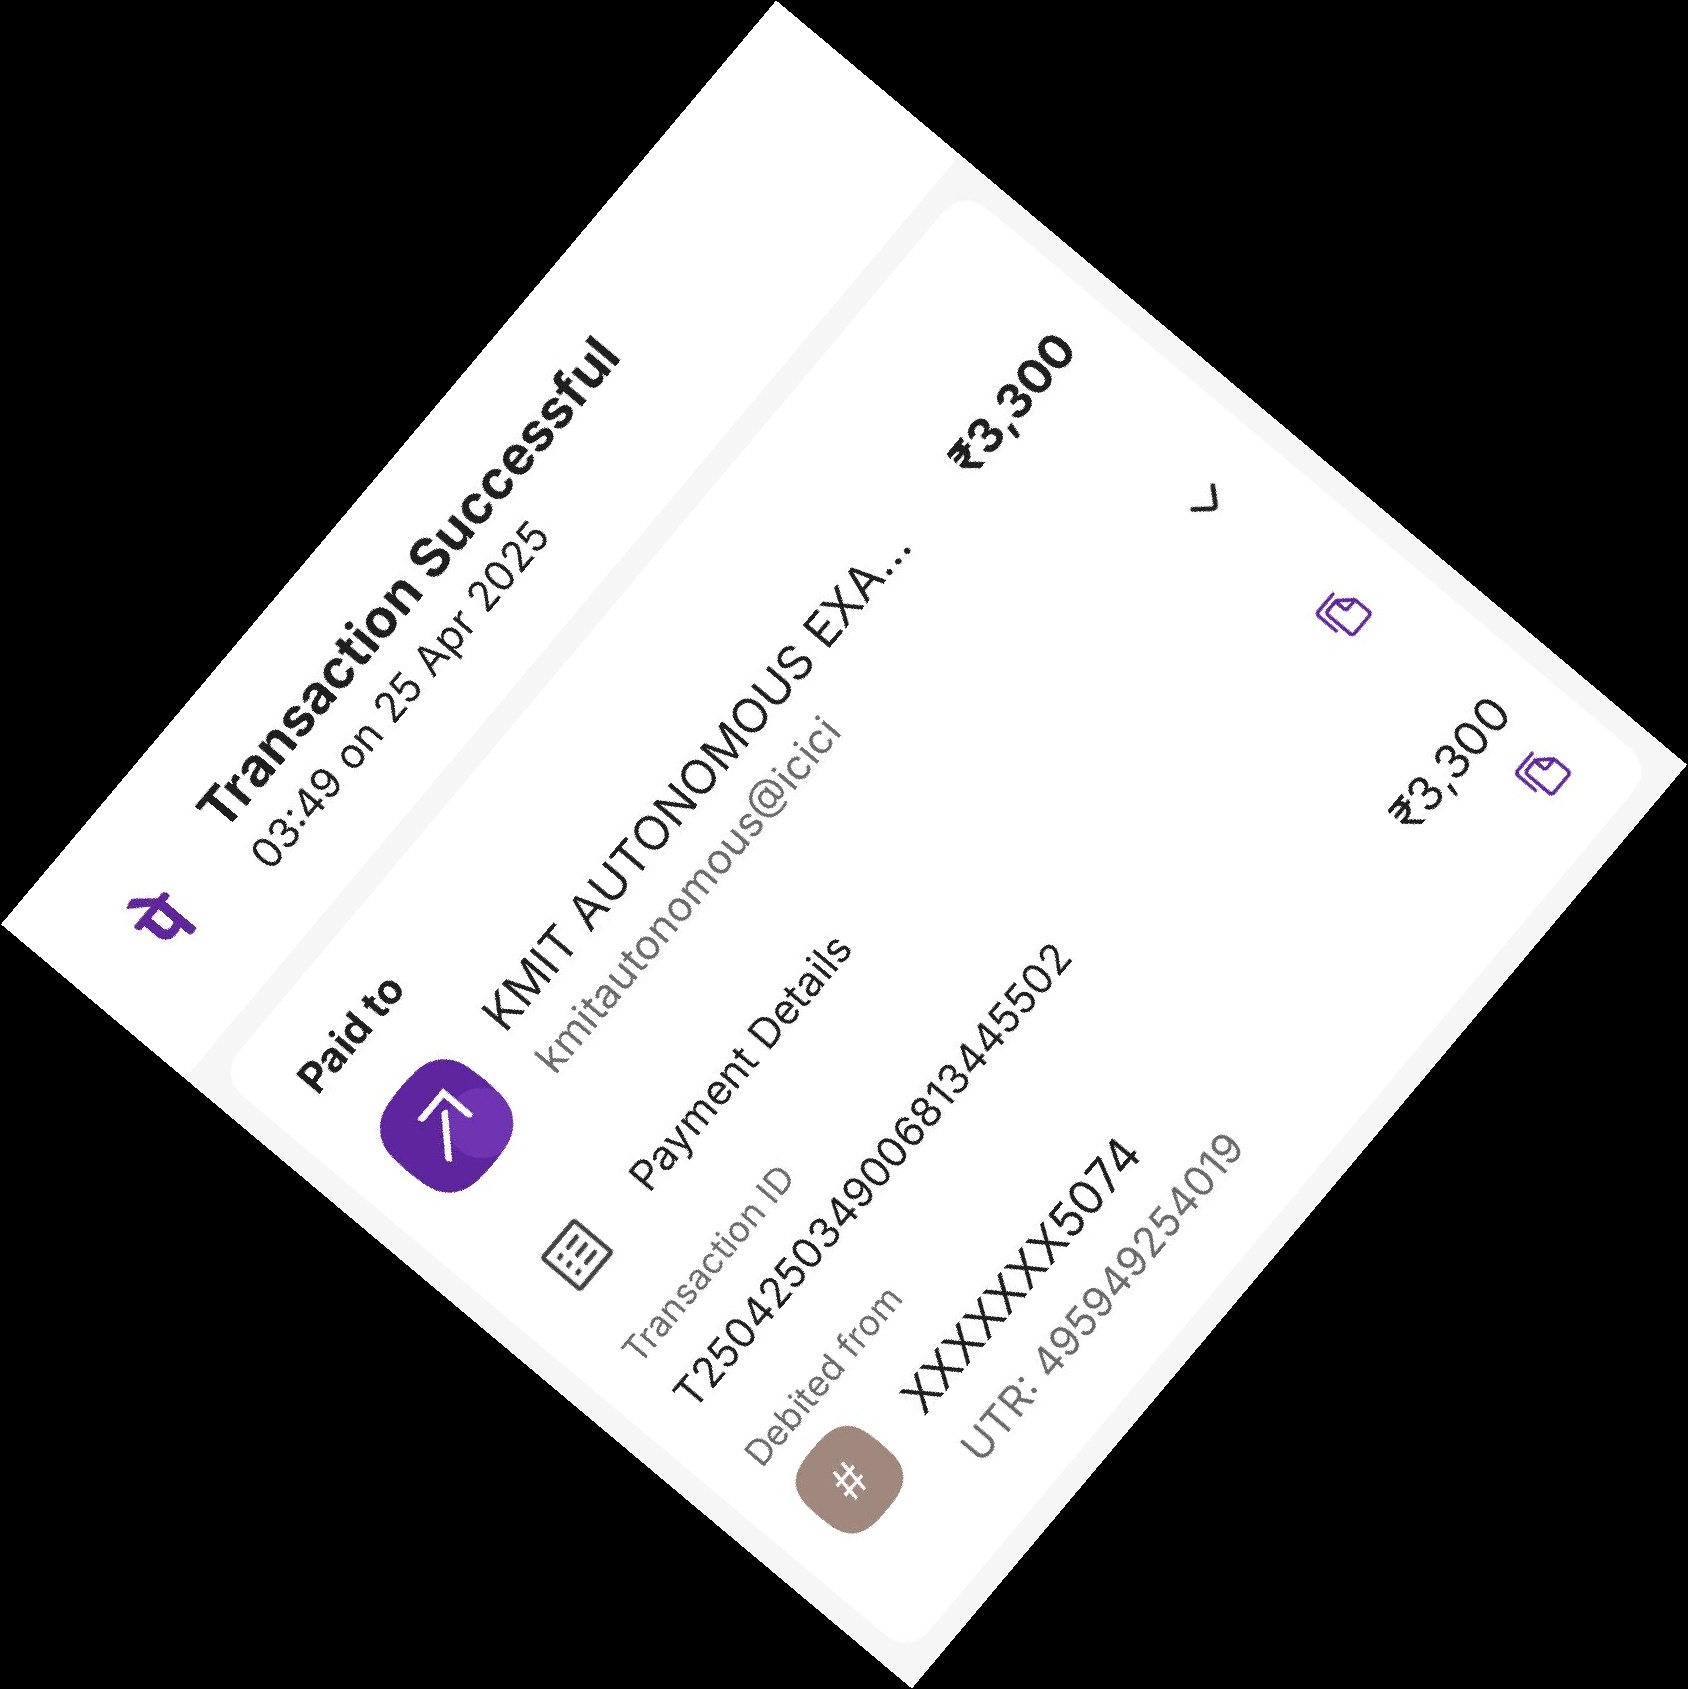 पे
Transaction Successful
03:49 on 25 Apr 2025
Paid to
KMIT AUTONOMOUS EXA...
₹3,300
kmitautonomous@icici
Payment Details
Transaction ID
T2504250349006813445502
Debited from
XXXXXXX5074
₹3,300
UTR: 495949254019